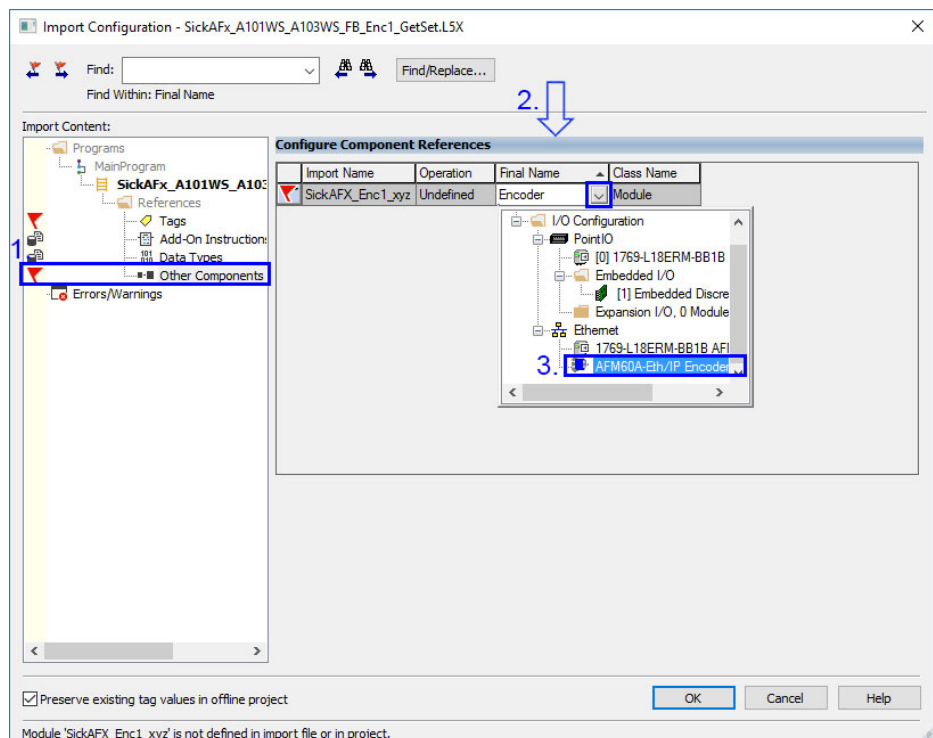 Import Configuration - SickAFx_A101WS_A103WS_FB_Enc1_GetSet.L5X
Find:
Find/Replace...
Find Within: Final Name
2.
Import Content:
Programs
MainProgram
SickAFx_A101WS_A103
References
Tags
Add-On Instruction:
Data Types
Other Components
Errors/Warnings
1
Configure Component References
Import Name Operation Final Name Class Name
SickAFX_Enc1_xyz Undefined Encoder Module
I/O Configuration
PointIO
[0] 1769-L18ERM-BB1B
Embedded I/O
[1] Embedded Discre
Expansion I/O, 0 Module
Ethernet
1769-L18ERM-BB1B AFI
3. AFM60A-Eth/IP Encoder
Preserve existing tag values in offline project
OK Cancel Help
Module 'SickAFX_Enc1_xyz' is not defined in import file or in project.